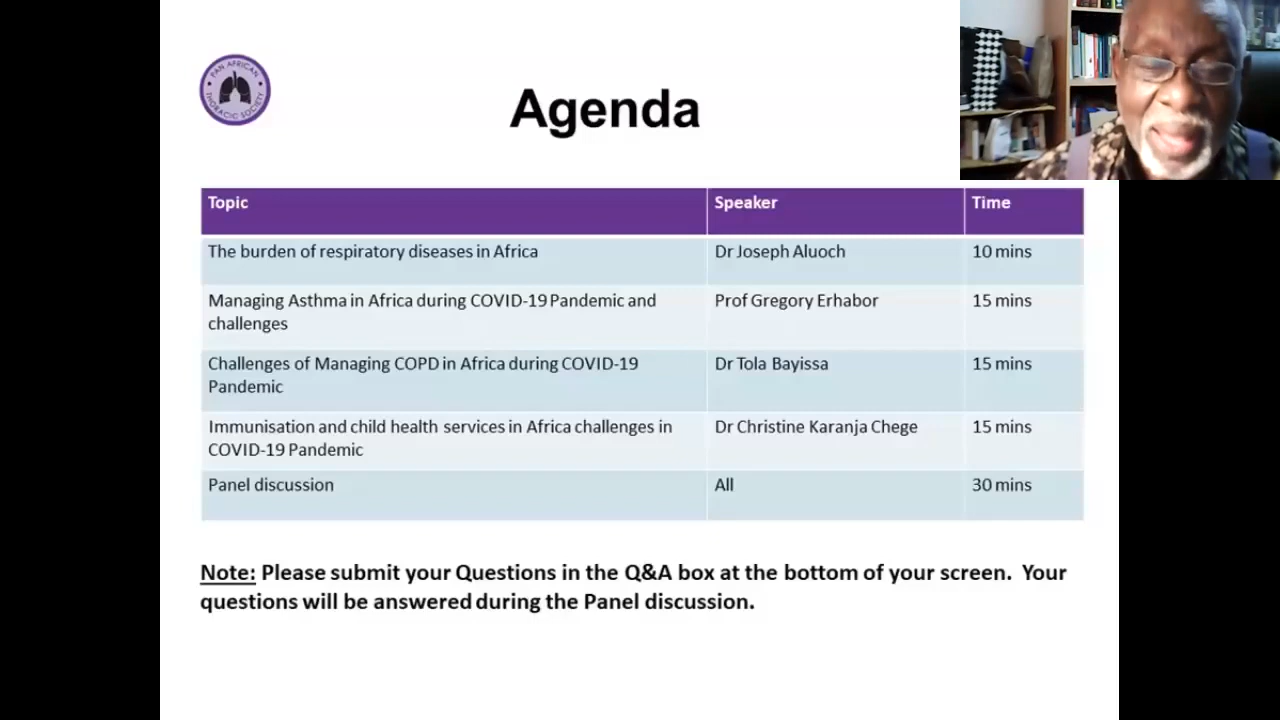 PAN AFRICAN
THORACIC SOCIETY
Agenda
Topic
Speaker
Time
The burden of respiratory diseases in Africa
Dr Joseph Aluoch
10 mins
Managing Asthma in Africa during COVID-19 Pandemic and
challenges
Prof Gregory Erhabor
15 mins
Challenges of Managing COPD in Africa during COVID-19
Pandemic
Dr Tola Bayissa
15 mins
Immunisation and child health services in Africa challenges in
COVID-19 Pandemic
Dr Christine Karanja Chege
15 mins
Panel discussion
All
30 mins
Note: Please submit your Questions in the Q&A box at the bottom of your screen. Your
questions will be answered during the Panel discussion.